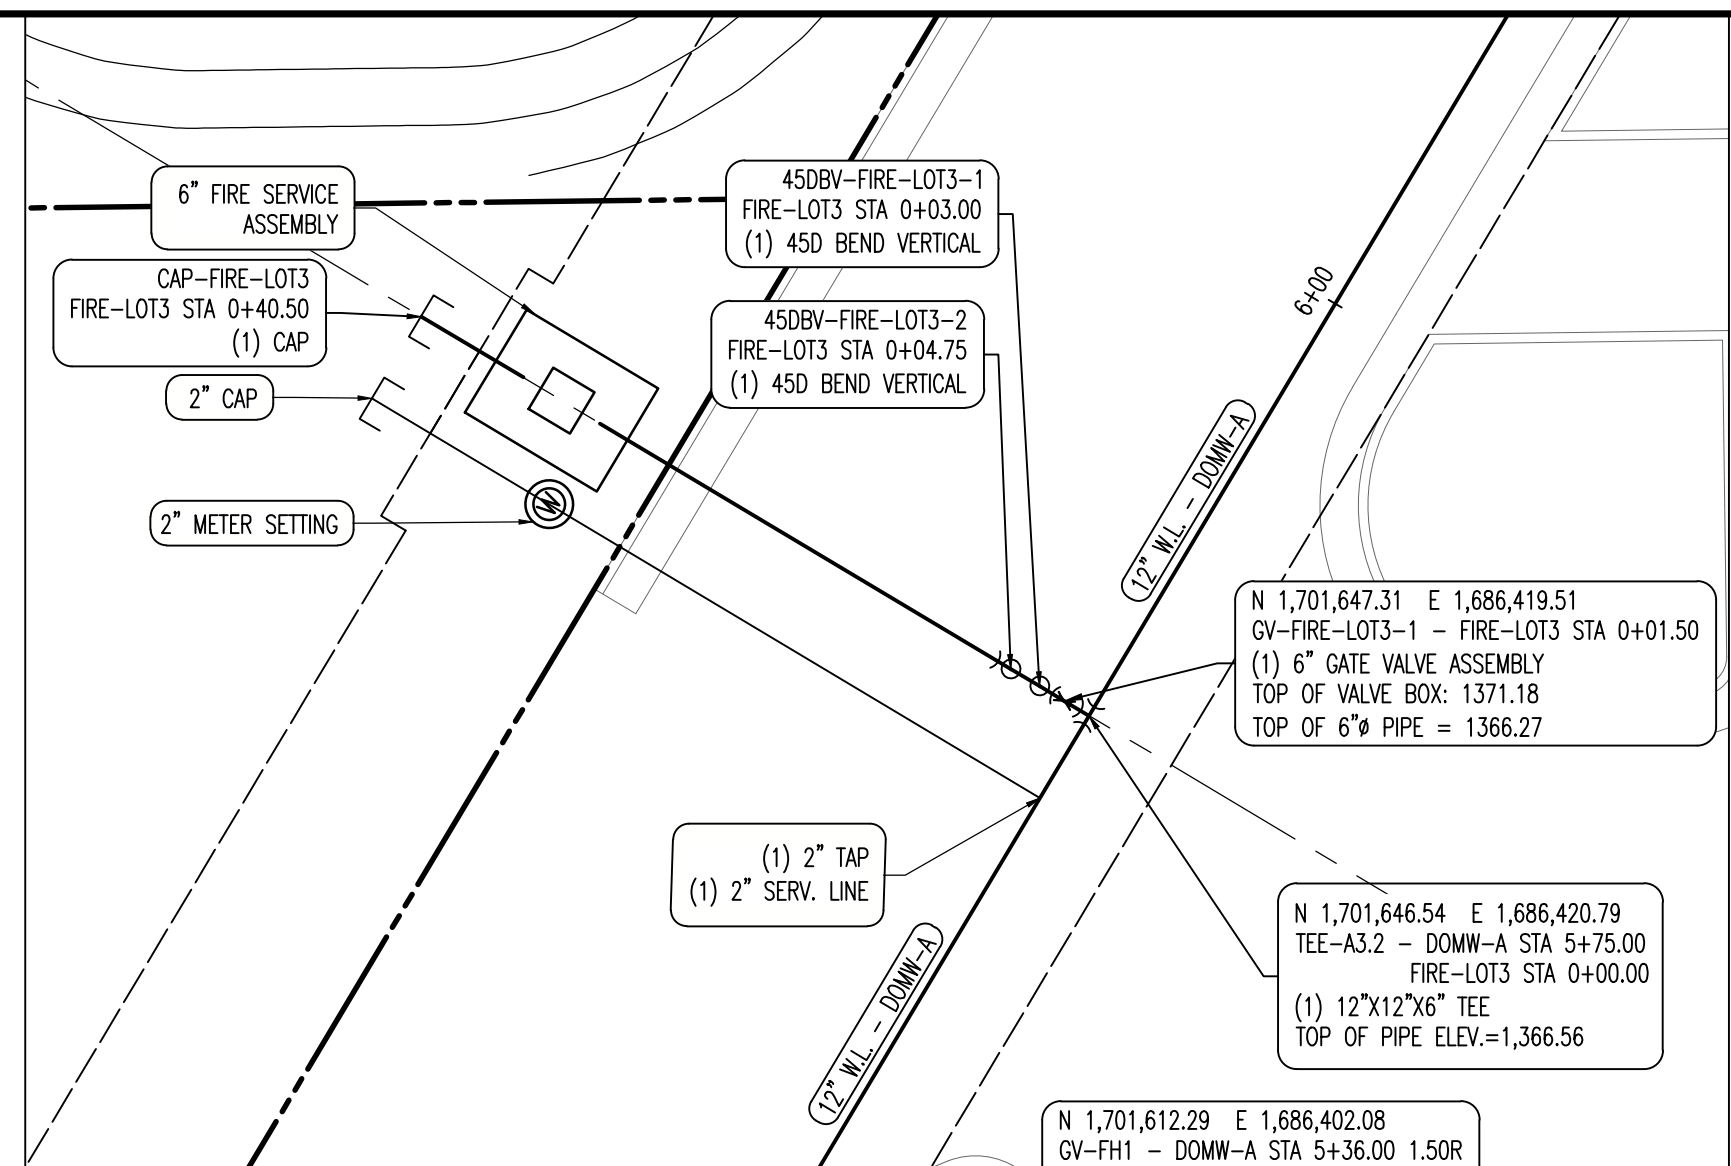 6" FIRE SERVICE
ASSEMBLY
45DBV-FIRE-LOT3-1
FIRE-LOT3 STA 0+03.00
(1) 45D BEND VERTICAL
CAP-FIRE-LOT3
FIRE-LOT3 STA 0+40.50
(1) CAP
45DBV-FIRE-LOT3-2
FIRE-LOT3 STA 0+04.75
(1) 45D BEND VERTICAL
6+00
2" CAP
12" W.L. - DOMW-A
2" METER SETTING
W
N 1,701,647.31 E 1,686,419.51
GV-FIRE-LOT3-1 - FIRE-LOT3 STA 0+01.50
(1) 6" GATE VALVE ASSEMBLY
TOP OF VALVE BOX: 1371.18
TOP OF 6"ø PIPE = 1366.27
(1) 2" TAP
(1) 2" SERV. LINE
N 1,701,646.54 E 1,686,420.79
TEE-A3.2 - DOMW-A STA 5+75.00
FIRE-LOT3 STA 0+00.00
(1) 12"X12"X6" TEE
TOP OF PIPE ELEV.=1,366.56
12" W.L. - DOMW-A
N 1,701,612.29 E 1,686,402.08
GV-FH1 - DOMW-A STA 5+36.00 1.50R